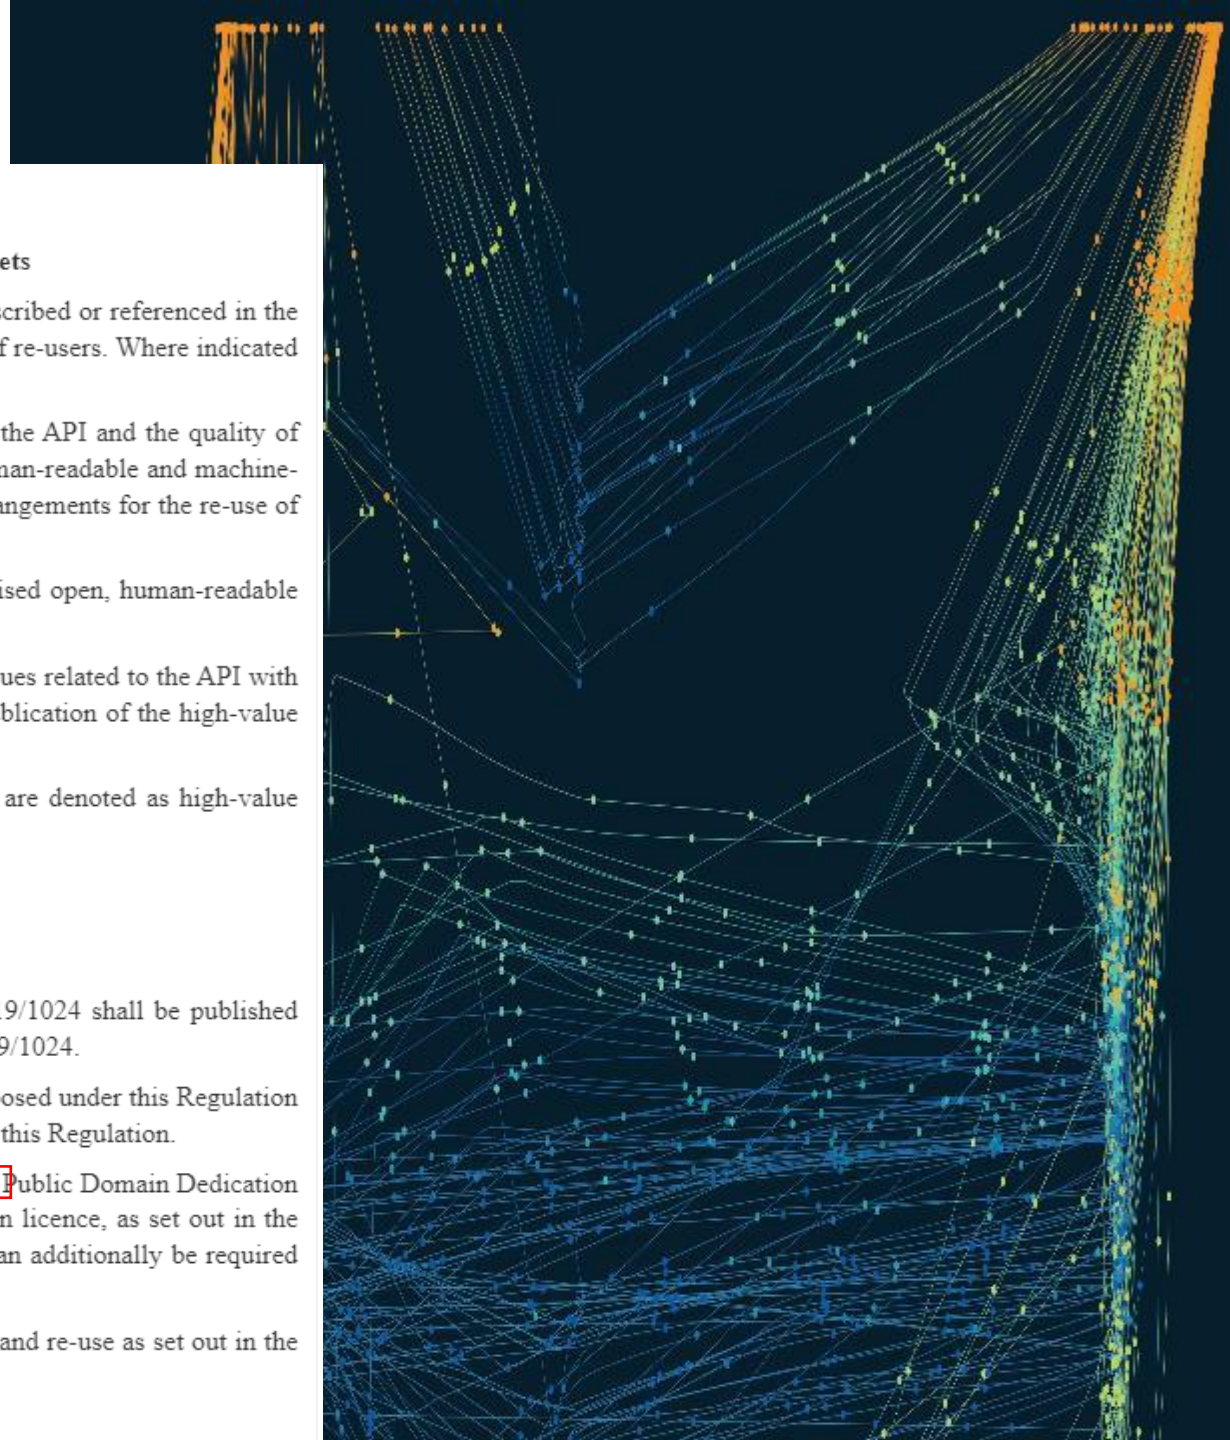 ets
cribed or referenced in the
f re-users. Where indicated
the API and the quality of
man-readable and machine-
angements for the re-use of
ised open, human-readable
ues related to the API with
blication of the high-value
are denoted as high-value
19/1024 shall be published
9/1024.
osed under this Regulation
this Regulation.
Public Domain Dedication
n licence, as set out in the
an additionally be required
and re-use as set out in the